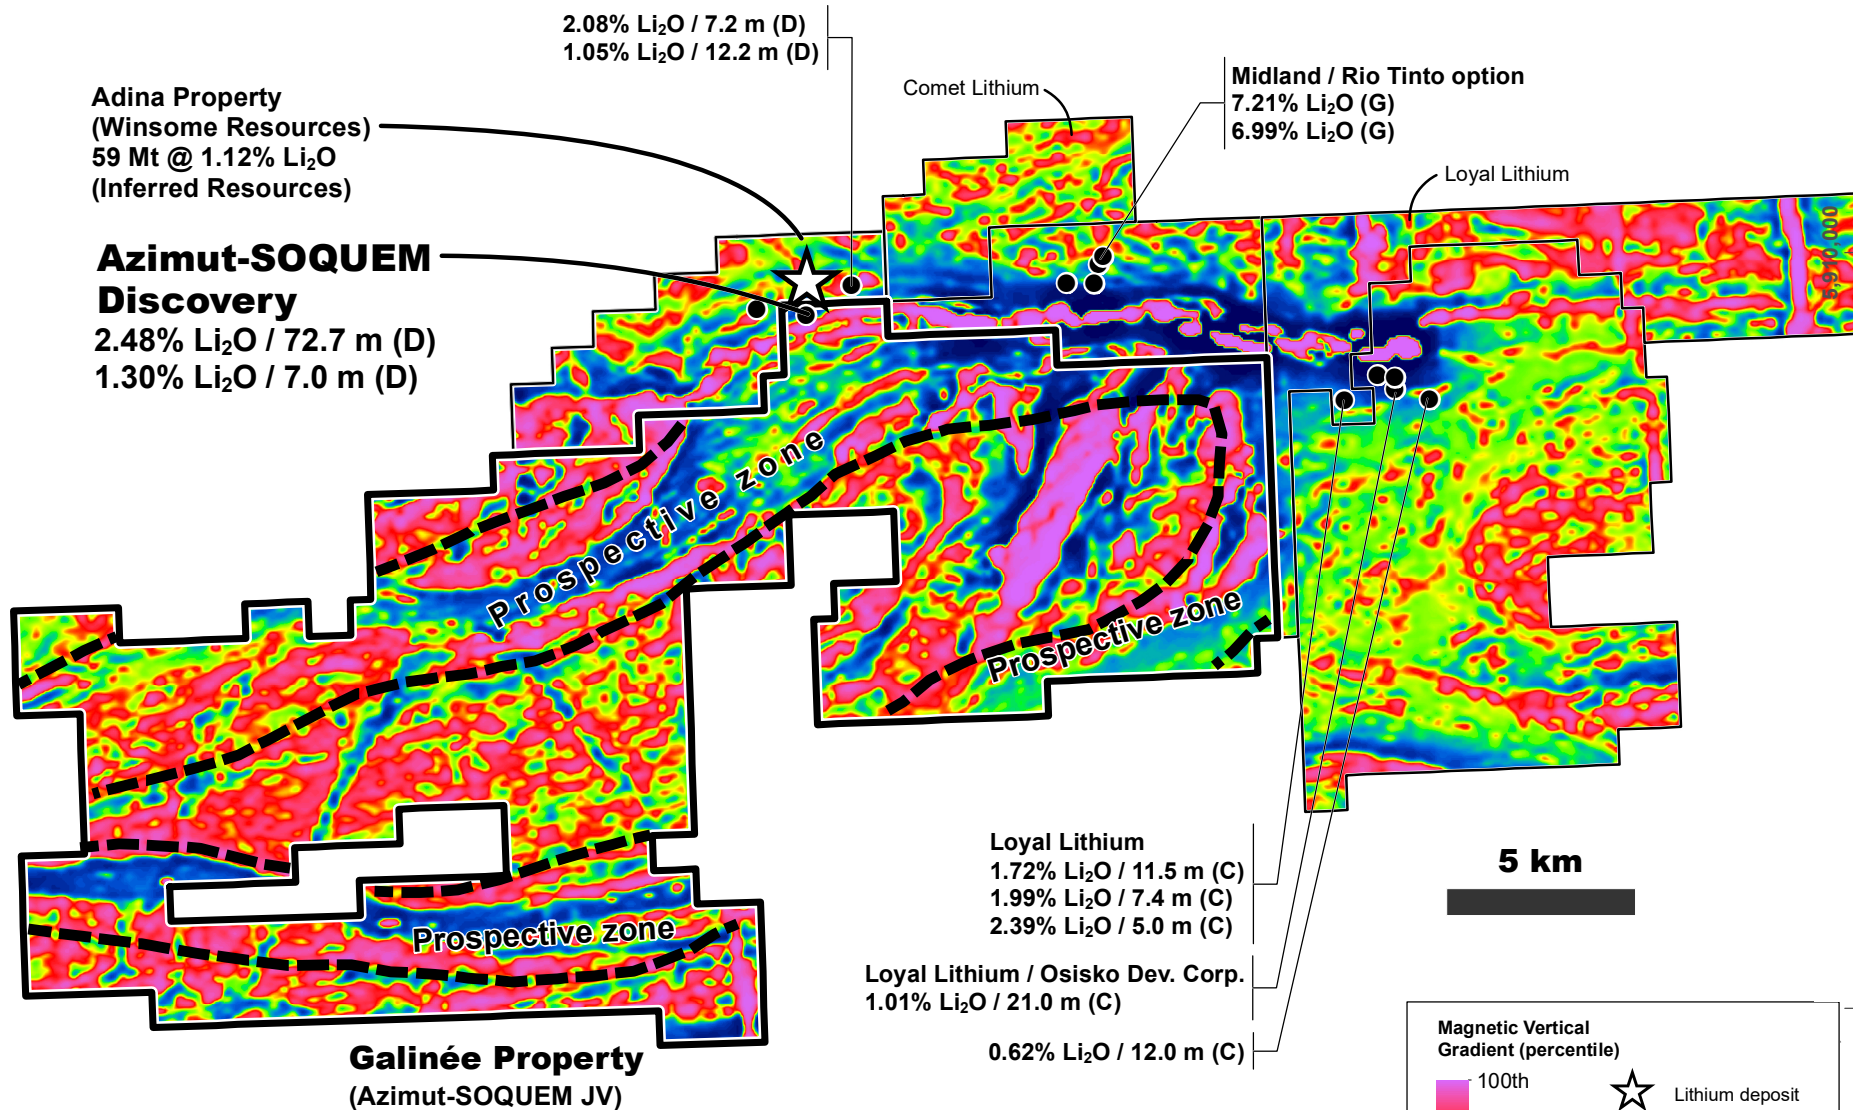 2.08% Li₂O / 7.2 m (D)
1.05% Li₂O / 12.2 m (D)
Comet Lithium
Midland / Rio Tinto option
7.21% Li₂O (G)
6.99% Li₂O (G)
Adina Property
(Winsome Resources)
59 Mt @ 1.12% Li₂O
(Inferred Resources)
Loyal Lithium
5,910,000
Azimut-SOQUEM
Discovery
2.48% Li₂O / 72.7 m (D)
1.30% Li₂O / 7.0 m (D)
Prospective zone
Prospective zone
Prospective zone
Loyal Lithium
1.72% Li₂O / 11.5 m (C)
1.99% Li₂O / 7.4 m (C)
2.39% Li₂O / 5.0 m (C)
5 km
Loyal Lithium / Osisko Dev. Corp.
1.01% Li₂O / 21.0 m (C)
0.62% Li₂O / 12.0 m (C)
Galinée Property
(Azimut-SOQUEM JV)
Magnetic Vertical
Gradient (percentile)
100th
Lithium deposit